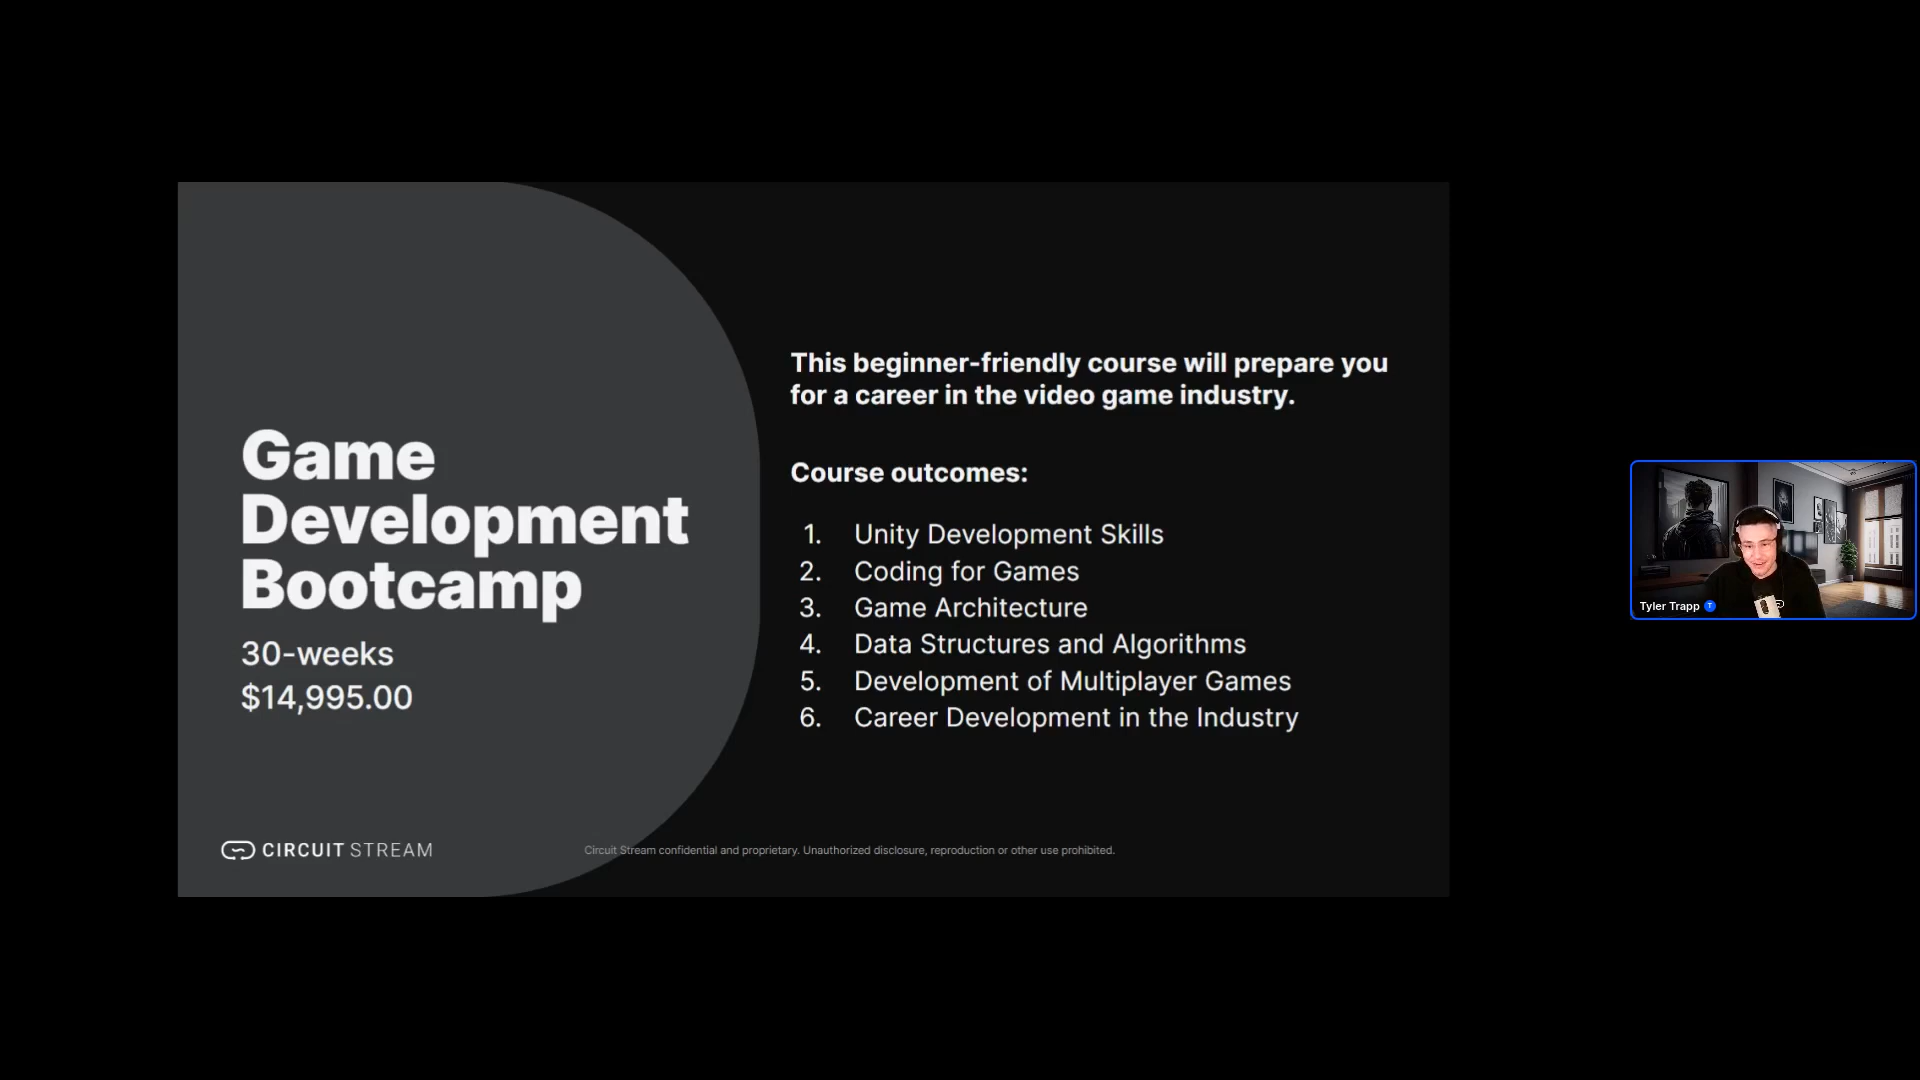 Game
Development
Bootcamp
30-weeks
$14,995.00
This beginner-friendly course will prepare you
for a career in the video game industry.
Course outcomes:
1. Unity Development Skills
2. Coding for Games
3. Game Architecture
4. Data Structures and Algorithms
5. Development of Multiplayer Games
6. Career Development in the Industry
CIRCUIT STREAM
Circuit Stream confidential and proprietary. Unauthorized disclosure, reproduction or other use prohibited.
Tyler Trapp T